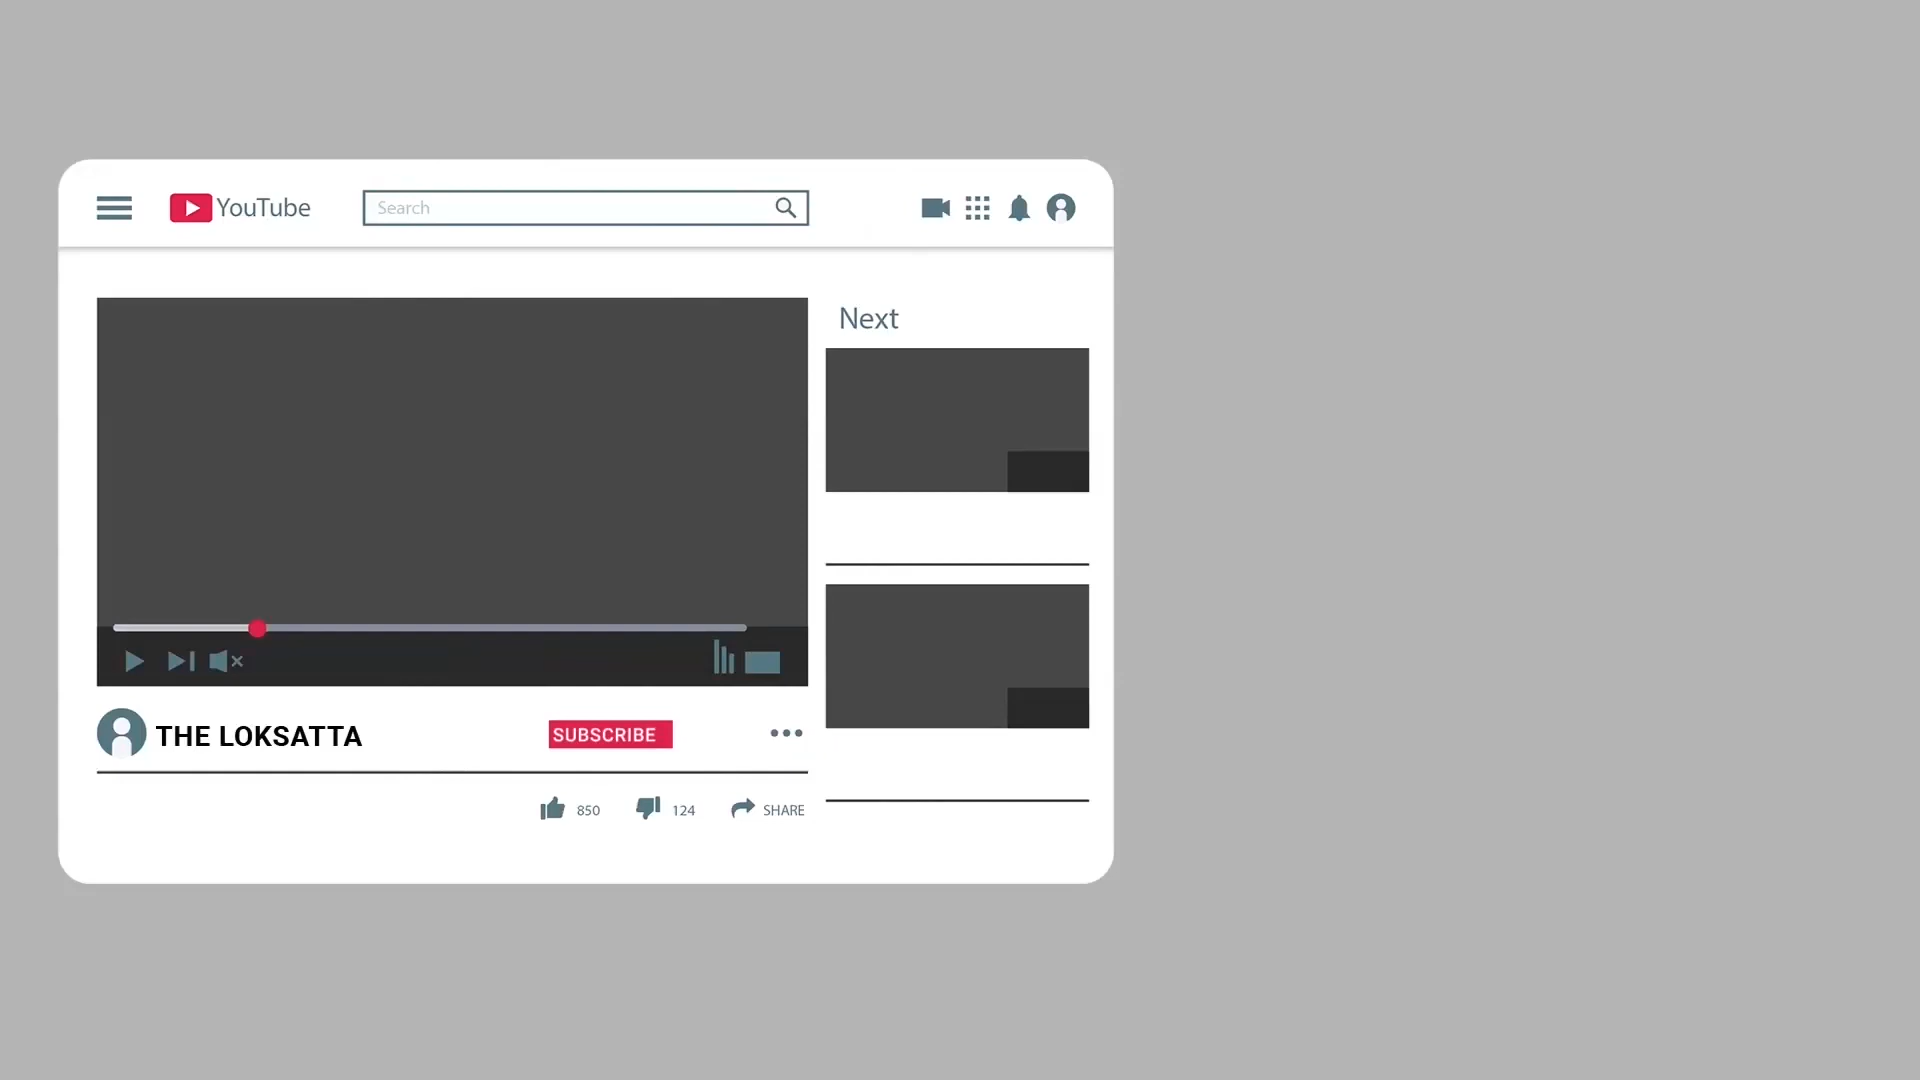 YouTube
Search
Next
THE LOKSATTA
SUBSCRIBE
850
124
SHARE